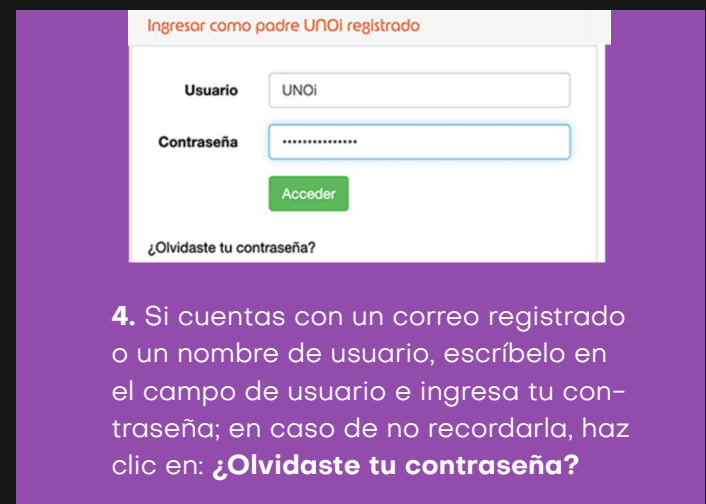 Ingresar como padre UNOi registrado
Usuario
UNOi
Contraseña
•••••••••••••••
Acceder
¿Olvidaste tu contraseña?
4. Si cuentas con un correo registrado
o un nombre de usuario, escríbelo en
el campo de usuario e ingresa tu con-
traseña; en caso de no recordarla, haz
clic en: ¿Olvidaste tu contraseña?